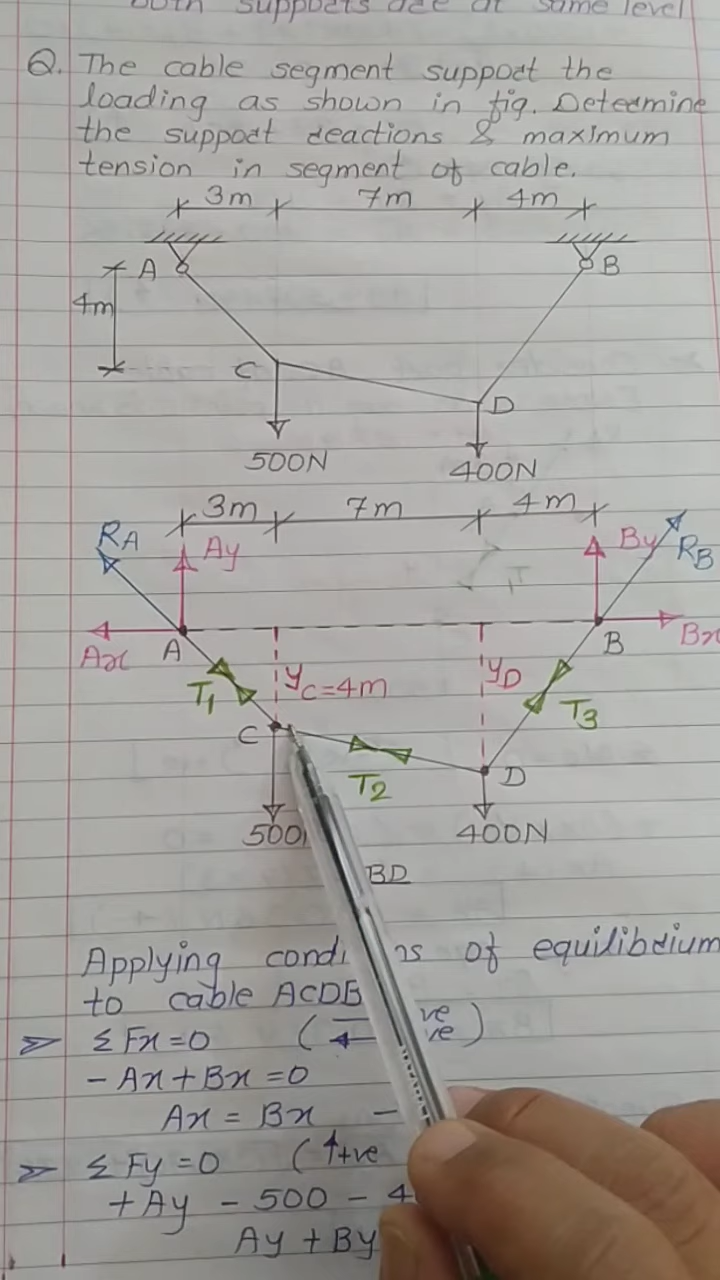 both supports are at same level
Q. The cable segment support the
loading as shown in fig. Determine
the support reactions & maximum
tension in segment of cable.
3m 7m 4m
A B
4m
C D
500N 400N
3m 7m 4m
RA Ay By RB
Ax A B
T1 yc=4m yD T3
C T2 D
400N
BD
Applying of equilibrium
to cable ACDB
ΣFx=0
-Ax+Bx=0
Ax = Bx
ΣFy=0 (↑+ve
+Ay - 500 - 4
Ay + By